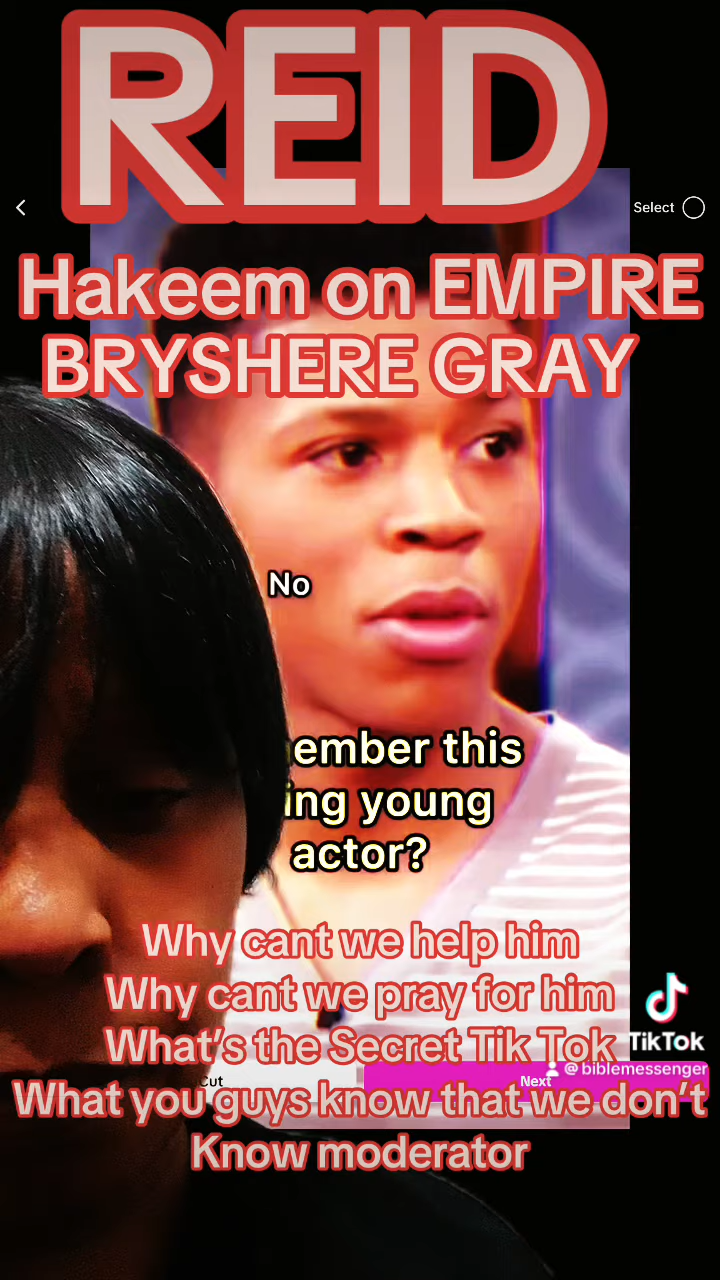 REID
Select
Hakeem on EMPIRE
BRYSHERE GRAY
No
ember this
ing young
actor?
Why cant we help him
Why cant we pray for him
What's the Secret Tik Tok
TikTok
@biblemessenger
Cut
Next
What you guys know that we don't
Know moderator